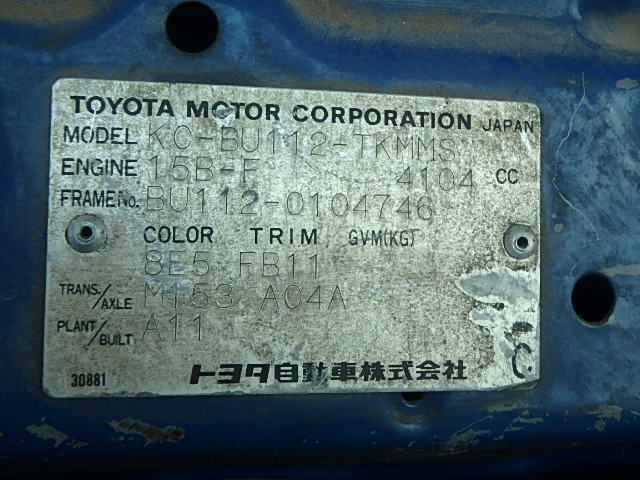 TOYOTA MOTOR CORPORATION JAPAN
MODEL KC-BU112-TKMMS
ENGINE 15B-F 4104 CC
FRAME No. BU112-0104746
COLOR TRIM GVM(KG)
8E5 FB11
TRANS./AXLE M153 A04A
PLANT/BUILT A11
30881 トヨタ自動車株式会社 C